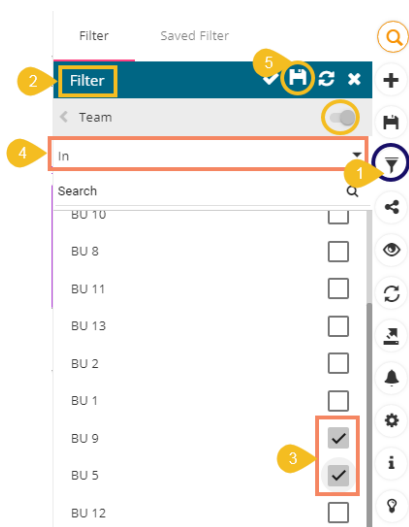 Filter Saved Filter
5
2 Filter
Team
4 In
1
Search
BU 10
BU 8
BU 11
BU 13
BU 2
BU 1
BU 9
3
BU 5
BU 12